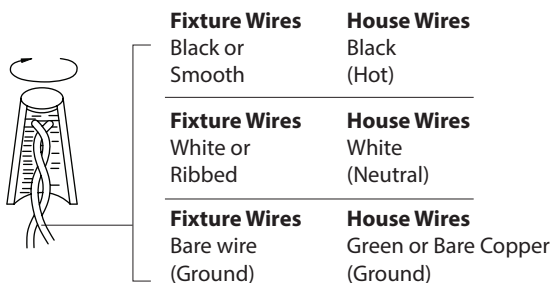 Fixture Wires House Wires
Black or Black
Smooth (Hot)
Fixture Wires House Wires
White or White
Ribbed (Neutral)
Fixture Wires House Wires
Bare wire Green or Bare Copper
(Ground) (Ground)